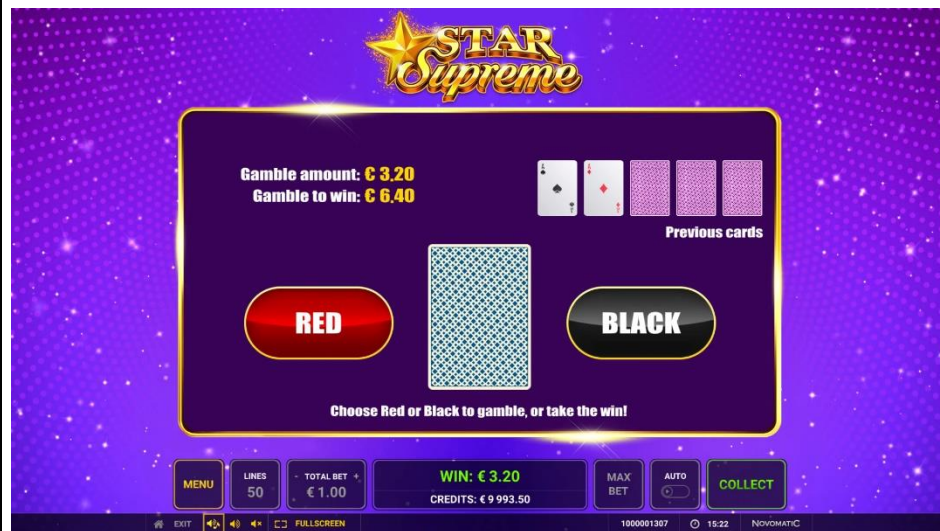 STAR
Supreme
Gamble amount: € 3,20
Gamble to win: € 6,40
Previous cards
RED
BLACK
Choose Red or Black to gamble, or take the win!
MENU
LINES
50
- TOTAL BET +
€ 1.00
WIN: € 3.20
CREDITS: € 9 993.50
MAX
BET
AUTO
COLLECT
EXIT
FULLSCREEN
1000001307
15:22
NOVOMATIC